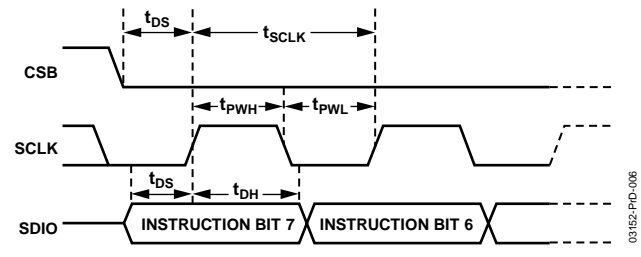 tDS
tSCLK
CSB
tPWH
tPWL
SCLK
tDS
tDH
SDIO
INSTRUCTION BIT 7
INSTRUCTION BIT 6
03152-PrD-006